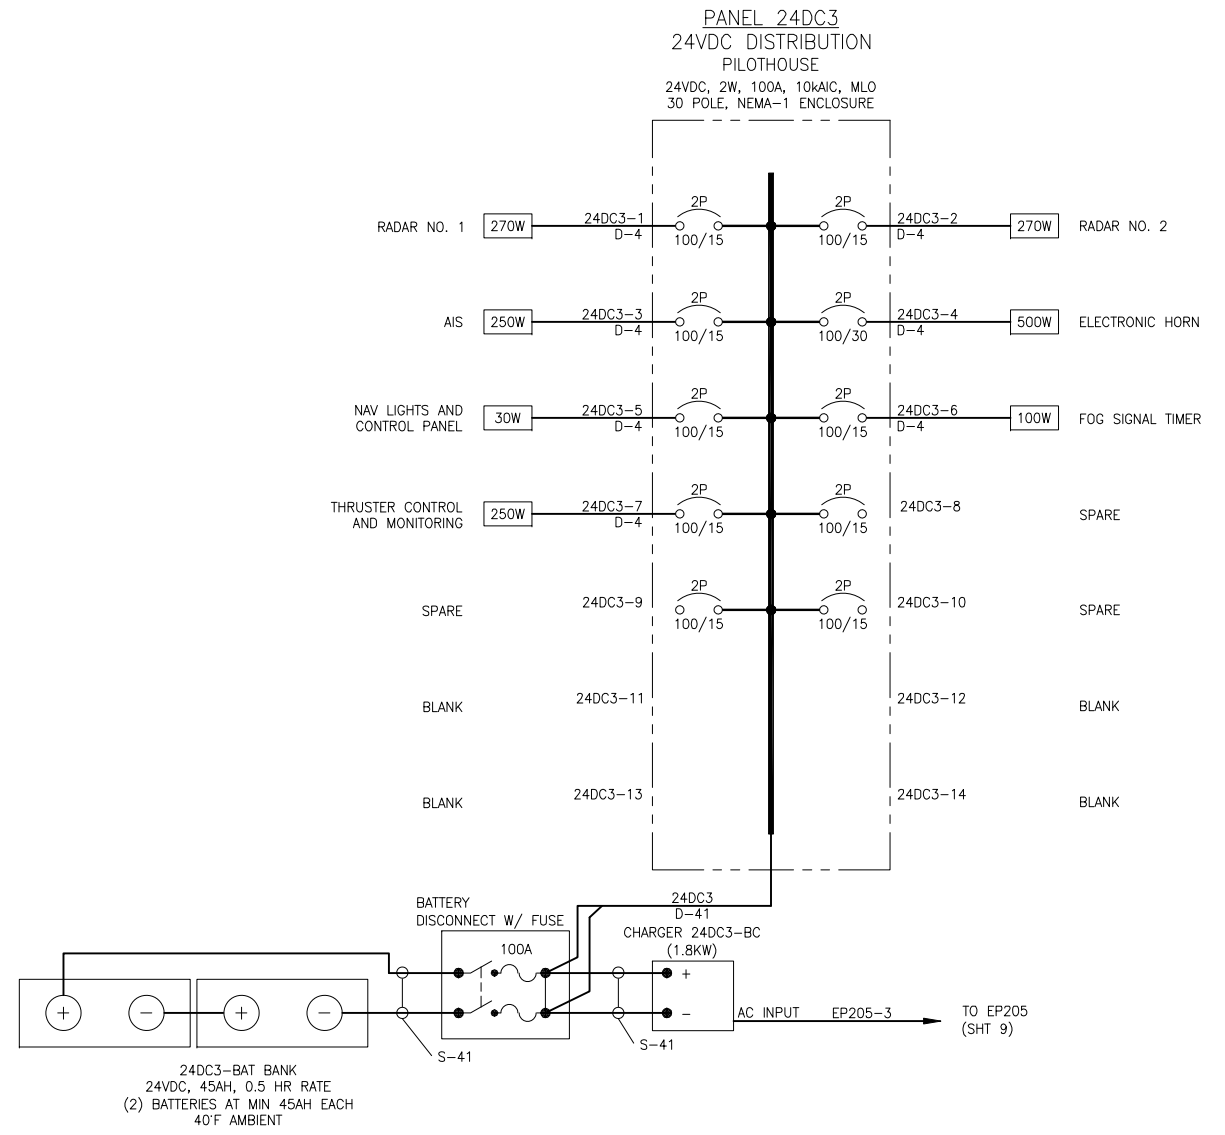 PANEL 24DC3
24VDC DISTRIBUTION
PILOTHOUSE
24VDC, 2W, 100A, 10kAIC, MLO
30 POLE, NEMA-1 ENCLOSURE
RADAR NO. 1
270W
24DC3-1
D-4
2P
100/15
2P
100/15
24DC3-2
D-4
270W
RADAR NO. 2
AIS
250W
24DC3-3
D-4
2P
100/15
2P
100/30
24DC3-4
D-4
500W
ELECTRONIC HORN
NAV LIGHTS AND
CONTROL PANEL
30W
24DC3-5
D-4
2P
100/15
2P
100/15
24DC3-6
D-4
100W
FOG SIGNAL TIMER
THRUSTER CONTROL
AND MONITORING
250W
24DC3-7
D-4
2P
100/15
2P
100/15
24DC3-8
SPARE
SPARE
24DC3-9
2P
100/15
2P
100/15
24DC3-10
SPARE
BLANK
24DC3-11
24DC3-12
BLANK
BLANK
24DC3-13
24DC3-14
BLANK
24DC3
D-41
BATTERY
DISCONNECT W/ FUSE
100A
CHARGER 24DC3-BC
(1.8KW)
+
-
AC INPUT
EP205-3
TO EP205
(SHT 9)
+
-
+
-
S-41
S-41
24DC3-BAT BANK
24VDC, 45AH, 0.5 HR RATE
(2) BATTERIES AT MIN 45AH EACH
40°F AMBIENT